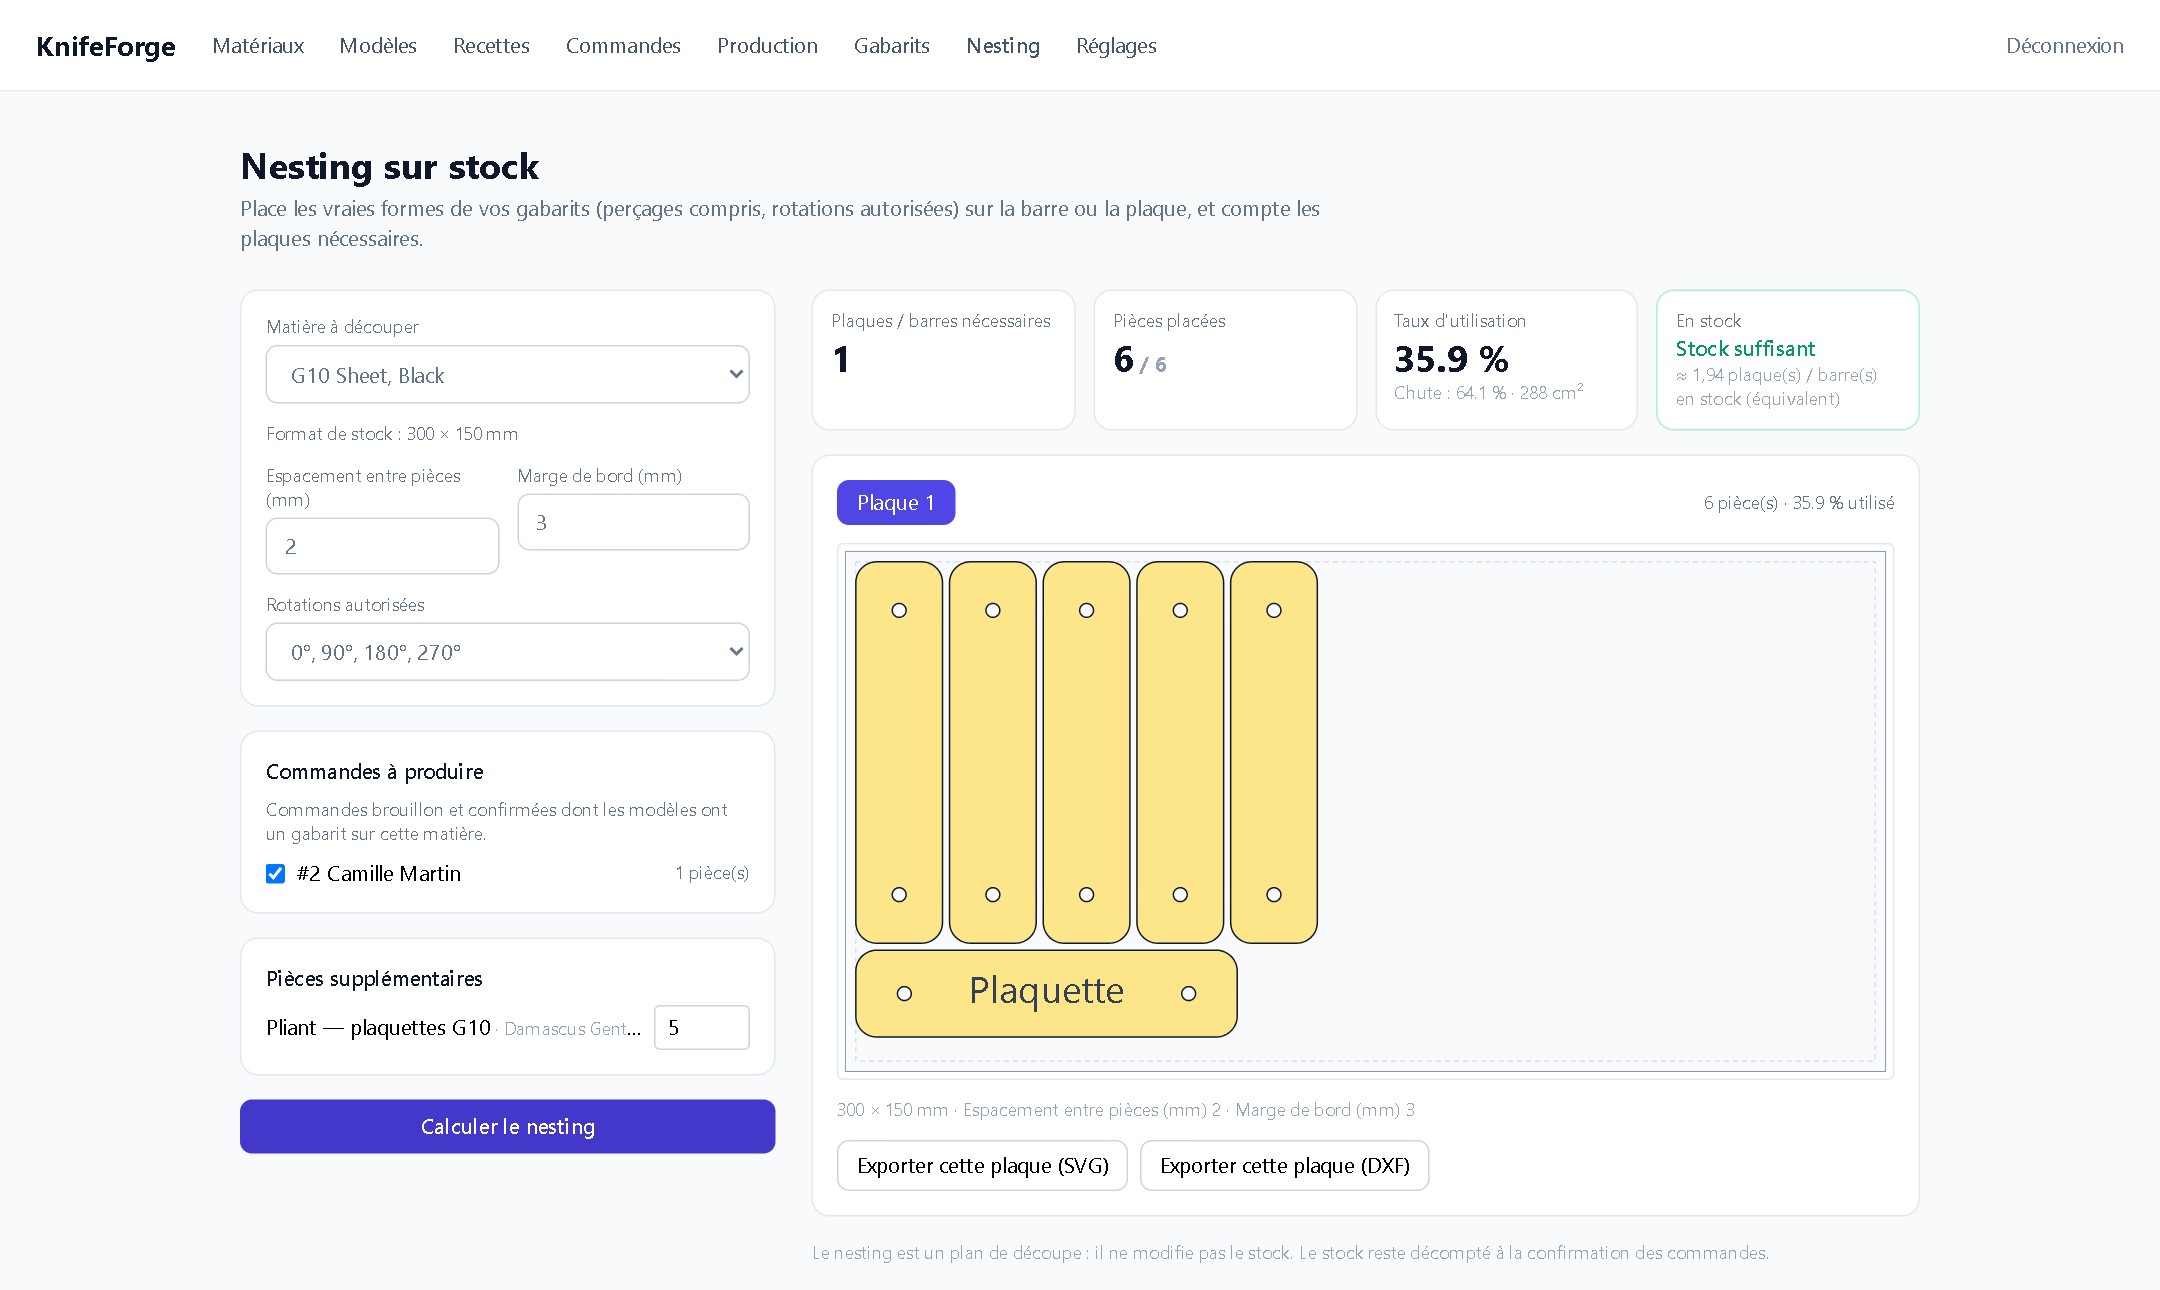 KnifeForge
Matériaux
Modèles
Recettes
Commandes
Production
Gabarits
Nesting
Réglages
Déconnexion
Nesting sur stock
Place les vraies formes de vos gabarits (perçages compris, rotations autorisées) sur la barre ou la plaque, et compte les
plaques nécessaires.
Matière à découper
G10 Sheet, Black
Format de stock : 300 × 150 mm
Espacement entre pièces
(mm)
2
Marge de bord (mm)
3
Rotations autorisées
0°, 90°, 180°, 270°
Commandes à produire
Commandes brouillon et confirmées dont les modèles ont
un gabarit sur cette matière.
#2 Camille Martin
1 pièce(s)
Pièces supplémentaires
Pliant — plaquettes G10 · Damascus Gent...
5
Calculer le nesting
Plaques / barres nécessaires
1
Pièces placées
6 / 6
Taux d'utilisation
35.9 %
Chute : 64.1 % · 288 cm²
En stock
Stock suffisant
≈ 1,94 plaque(s) / barre(s)
en stock (équivalent)
Plaque 1
6 pièce(s) · 35.9 % utilisé
Plaquette
300 × 150 mm · Espacement entre pièces (mm) 2 · Marge de bord (mm) 3
Exporter cette plaque (SVG)
Exporter cette plaque (DXF)
Le nesting est un plan de découpe : il ne modifie pas le stock. Le stock reste décompté à la confirmation des commandes.